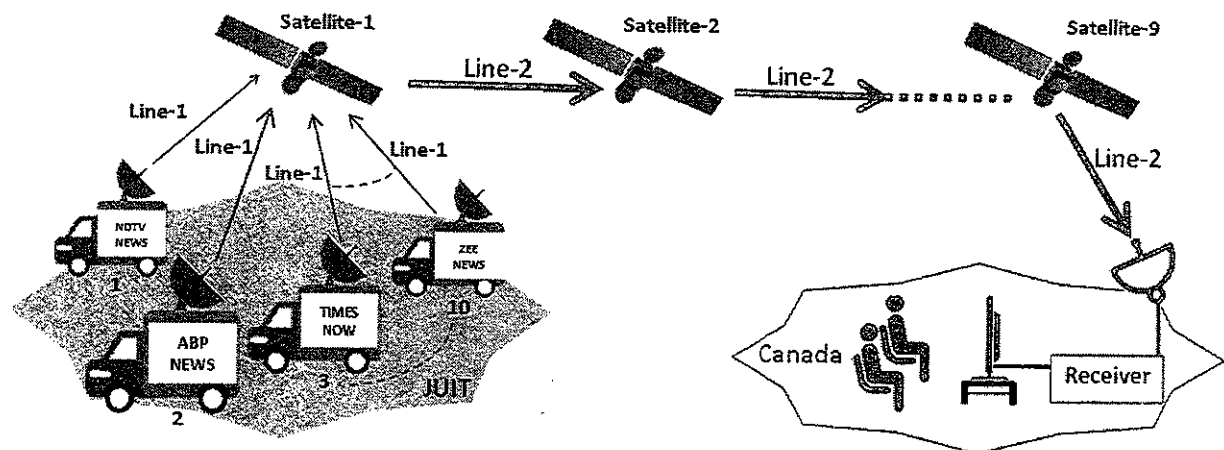 Satellite-1
Satellite-2
Satellite-9
Line-2
Line-2
Line-1
Line-1
Line-1
Line-1
Line-2
NDTV
NEWS
1
ABP
NEWS
2
TIMES
NOW
3
ZEE
NEWS
10
JUIT
Canada
Receiver